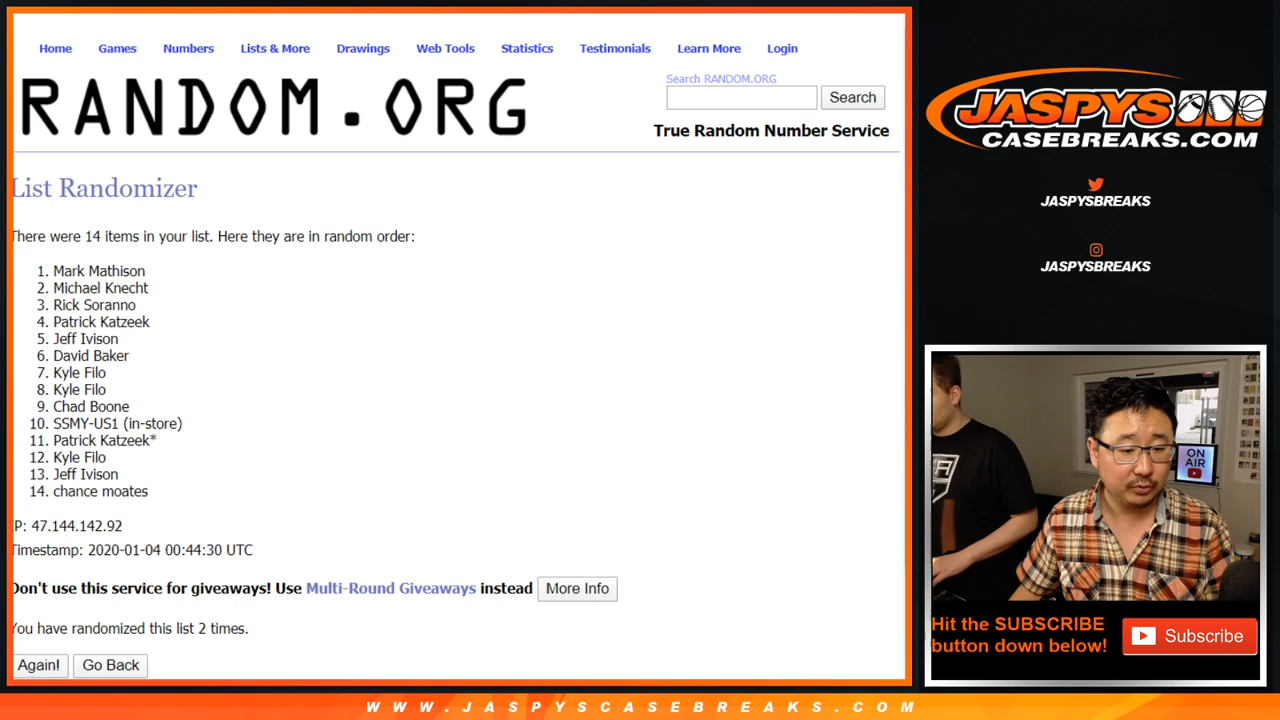 Home Games Numbers Lists & More Drawings Web Tools Statistics Testimonials Learn More Login
RANDOM.ORG
Search RANDOM.ORG
Search
True Random Number Service
List Randomizer
There were 14 items in your list. Here they are in random order:
1. Mark Mathison
2. Michael Knecht
3. Rick Soranno
4. Patrick Katzeek
5. Jeff Ivison
6. David Baker
7. Kyle Filo
8. Kyle Filo
9. Chad Boone
10. SSMY-US1 (in-store)
11. Patrick Katzeek*
12. Kyle Filo
13. Jeff Ivison
14. chance moates
IP: 47.144.142.92
Timestamp: 2020-01-04 00:44:30 UTC
Don't use this service for giveaways! Use Multi-Round Giveaways instead More Info
You have randomized this list 2 times.
Again! Go Back
JASPYS
CASEBREAKS.COM
JASPYSBREAKS
JASPYSBREAKS
ON
AIR
Hit the SUBSCRIBE
button down below!
Subscribe
WWW.JASPYSCASEBREAKS.COM